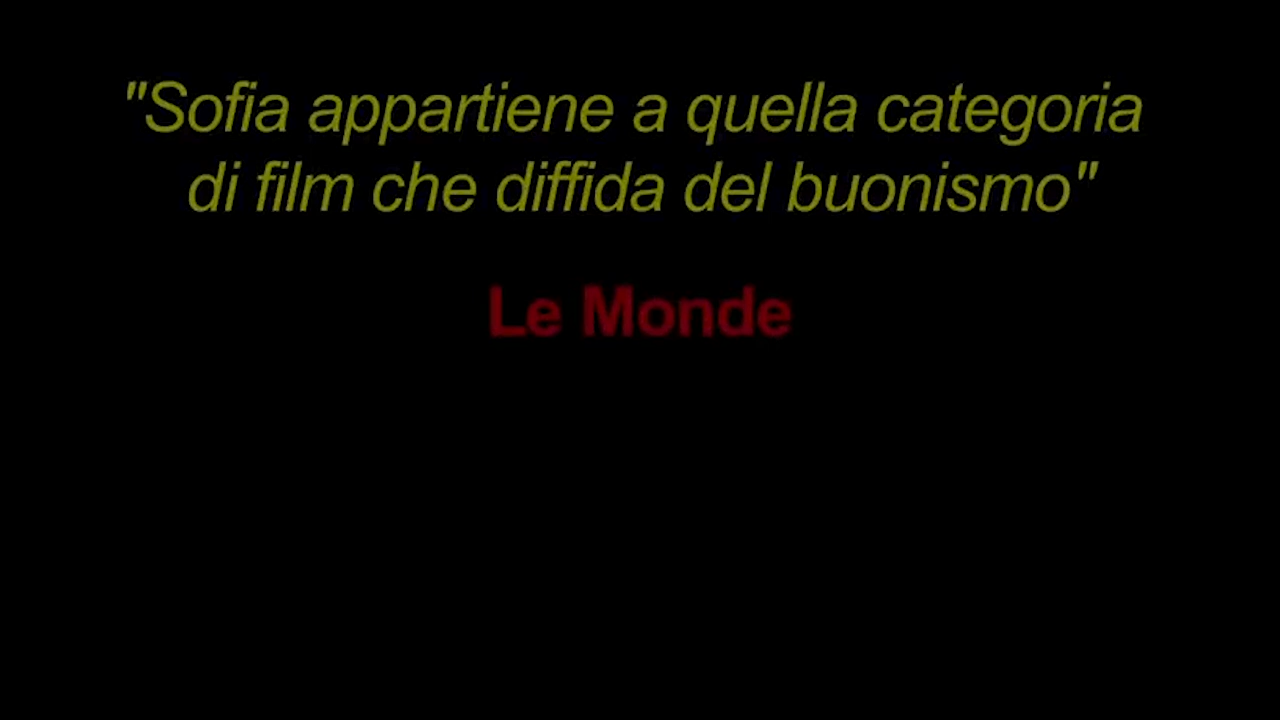 "Sofia appartiene a quella categoria
di film che diffida del buonismo"
Le Monde